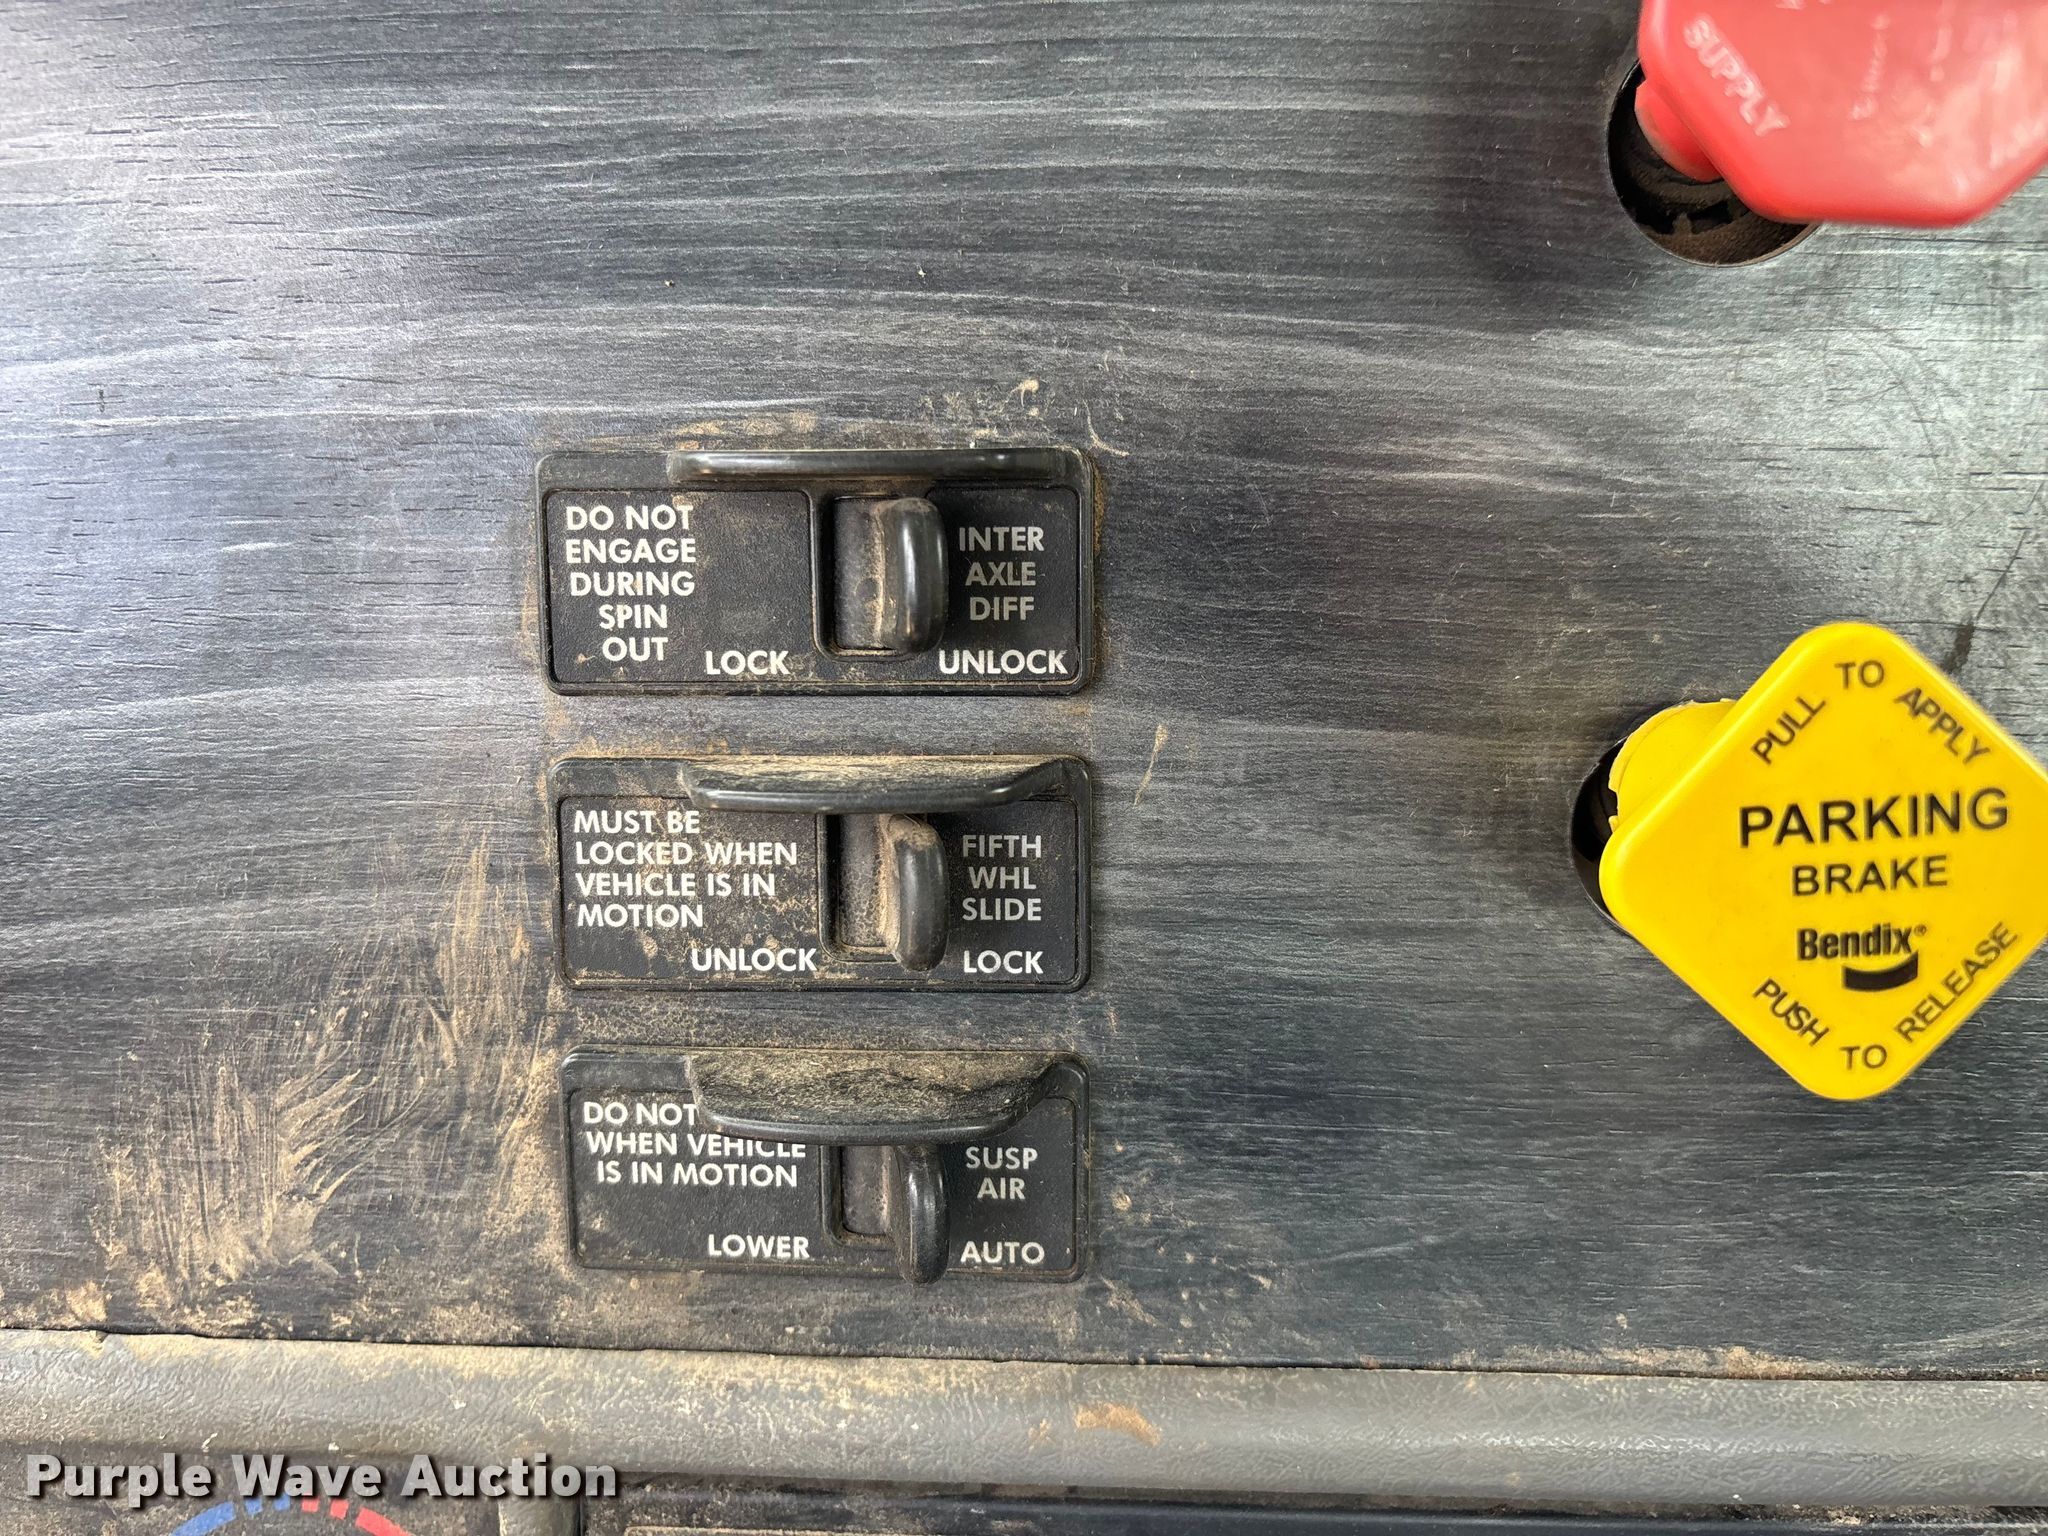 SUPPLY
DO NOT
ENGAGE
DURING
SPIN
OUT
LOCK
INTER
AXLE
DIFF
UNLOCK
MUST BE
LOCKED WHEN
VEHICLE IS IN
MOTION
UNLOCK
FIFTH
WHL
SLIDE
LOCK
DO NOT
WHEN VEHICLE
IS IN MOTION
LOWER
SUSP
AIR
AUTO
PULL TO APPLY
PARKING
BRAKE
Bendix®
PUSH TO RELEASE
Purple Wave Auction